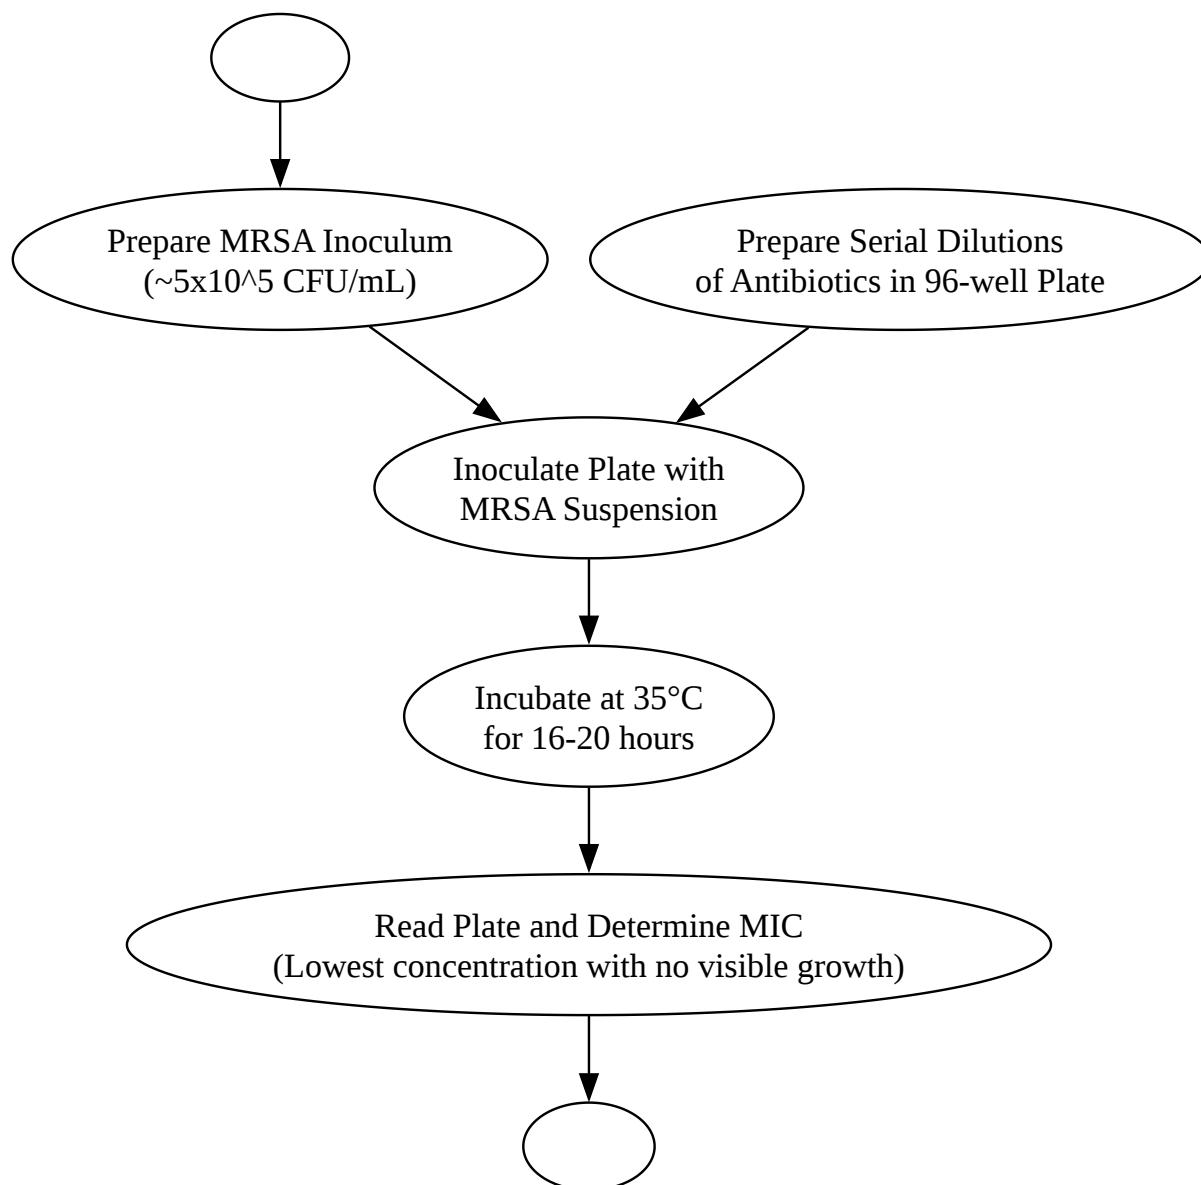 Prepare MRSA Inoculum
(~5x10^5 CFU/mL)
Prepare Serial Dilutions
of Antibiotics in 96-well Plate
Inoculate Plate with
MRSA Suspension
Incubate at 35°C
for 16-20 hours
Read Plate and Determine MIC
(Lowest concentration with no visible growth)